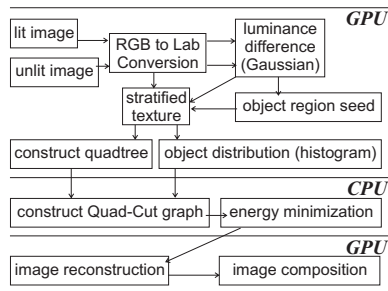 GPU
lit image
unlit image
RGB to Lab
Conversion
luminance
difference
(Gaussian)
stratified
texture
object region seed
construct quadtree
object distribution (histogram)
CPU
construct Quad-Cut graph
energy minimization
GPU
image reconstruction
image composition